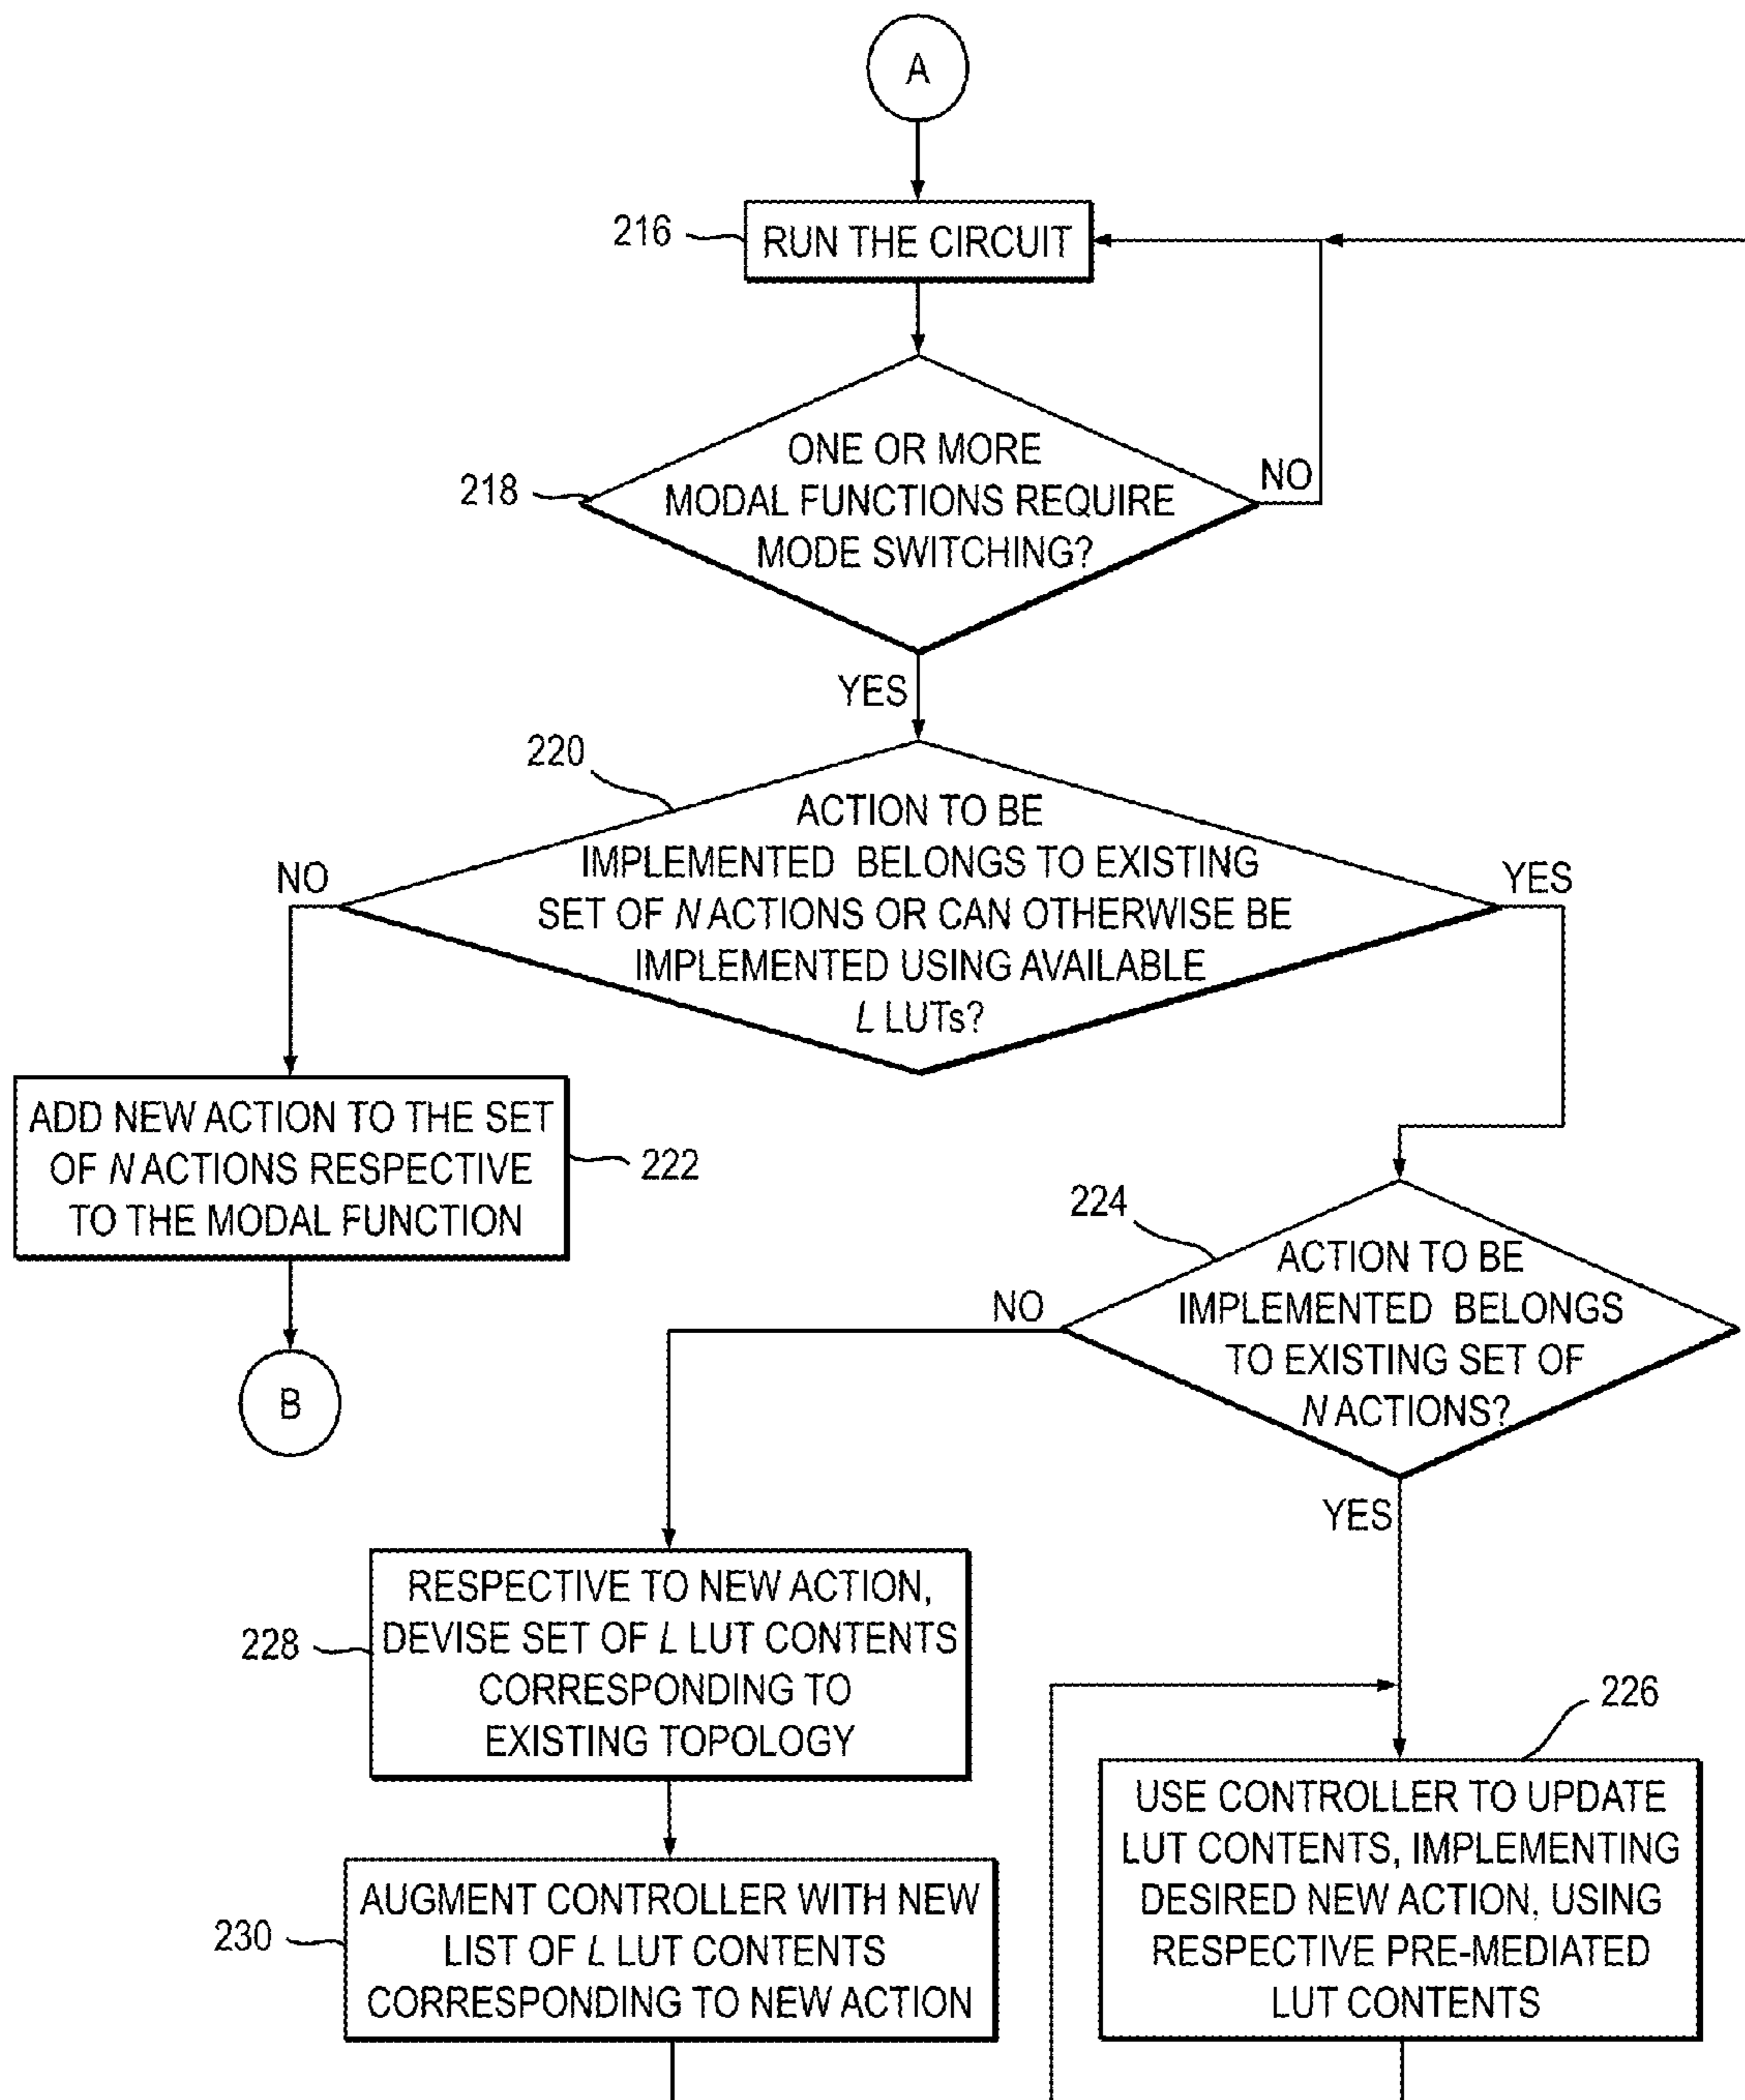 A
216
RUN THE CIRCUIT
ONE OR MORE
MODAL FUNCTIONS REQUIRE
MODE SWITCHING?
218
NO
YES
220
ACTION TO BE
IMPLEMENTED BELONGS TO EXISTING
SET OF N ACTIONS OR CAN OTHERWISE BE
IMPLEMENTED USING AVAILABLE
L LUTs?
NO
YES
ADD NEW ACTION TO THE SET
OF N ACTIONS RESPECTIVE
TO THE MODAL FUNCTION
222
B
224
ACTION TO BE
IMPLEMENTED BELONGS
TO EXISTING SET OF
N ACTIONS?
NO
YES
228
RESPECTIVE TO NEW ACTION,
DEVISE SET OF L LUT CONTENTS
CORRESPONDING TO
EXISTING TOPOLOGY
230
AUGMENT CONTROLLER WITH NEW
LIST OF L LUT CONTENTS
CORRESPONDING TO NEW ACTION
226
USE CONTROLLER TO UPDATE
LUT CONTENTS, IMPLEMENTING
DESIRED NEW ACTION, USING
RESPECTIVE PRE-MEDIATED
LUT CONTENTS